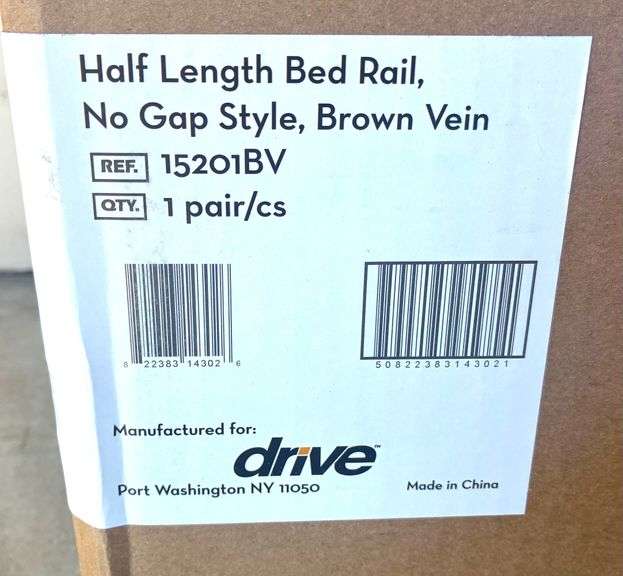 Half Length Bed Rail,
No Gap Style, Brown Vein
REF. 15201BV
QTY. 1 pair/cs
8 22383 14302 6
50822383143021
Manufactured for:
drive™
Port Washington NY 11050
Made in China